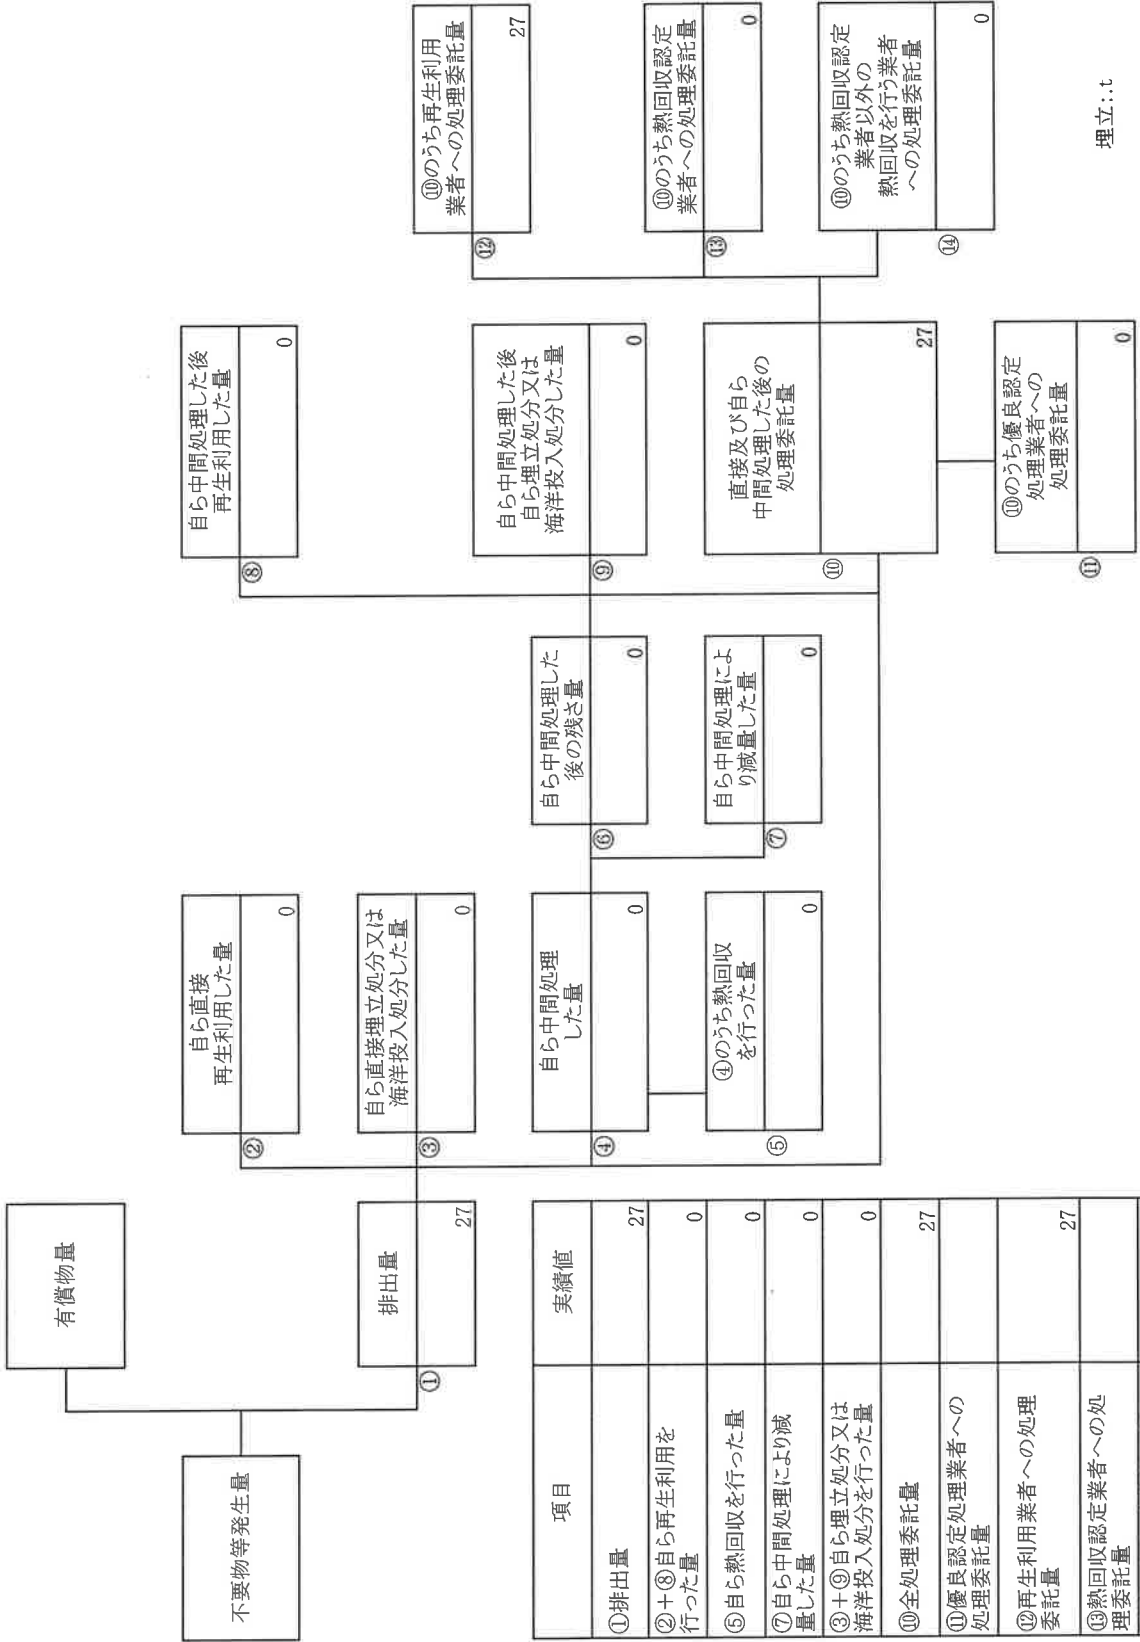 有償物量
不要物等発生量
①
排出量
27
②
自ら直接
再生利用した量
0
③
自ら直接埋立処分又は
海洋投入処分した量
0
④
自ら中間処理
した量
0
⑤
④のうち熱回収
を行った量
0
⑥
自ら中間処理した
後の残さ量
0
⑦
自ら中間処理によ
り減量した量
0
⑧
自ら中間処理した後
再生利用した量
0
⑨
自ら中間処理した後
自ら埋立処分又は
海洋投入処分した量
0
⑩
直接及び自ら
中間処理した後の
処理委託量
27
⑪
⑩のうち優良認定
処理業者への
処理委託量
0
⑫
⑩のうち再生利用
業者への処理委託量
27
⑬
⑩のうち熱回収認定
業者への処理委託量
0
⑭
⑩のうち熱回収認定
業者以外の
熱回収を行う業者
への処理委託量
0
項目 実績値
①排出量 27
②+⑧自ら再生利用を
行った量 0
⑤自ら熱回収を行った量 0
⑦自ら中間処理により減
量した量 0
③+⑨自ら埋立処分又は
海洋投入処分を行った量 0
⑩全処理委託量 27
⑪優良認定処理業者への
処理委託量
⑫再生利用業者への処理
委託量 27
⑬熱回収認定業者への処
理委託量
埋立:.t